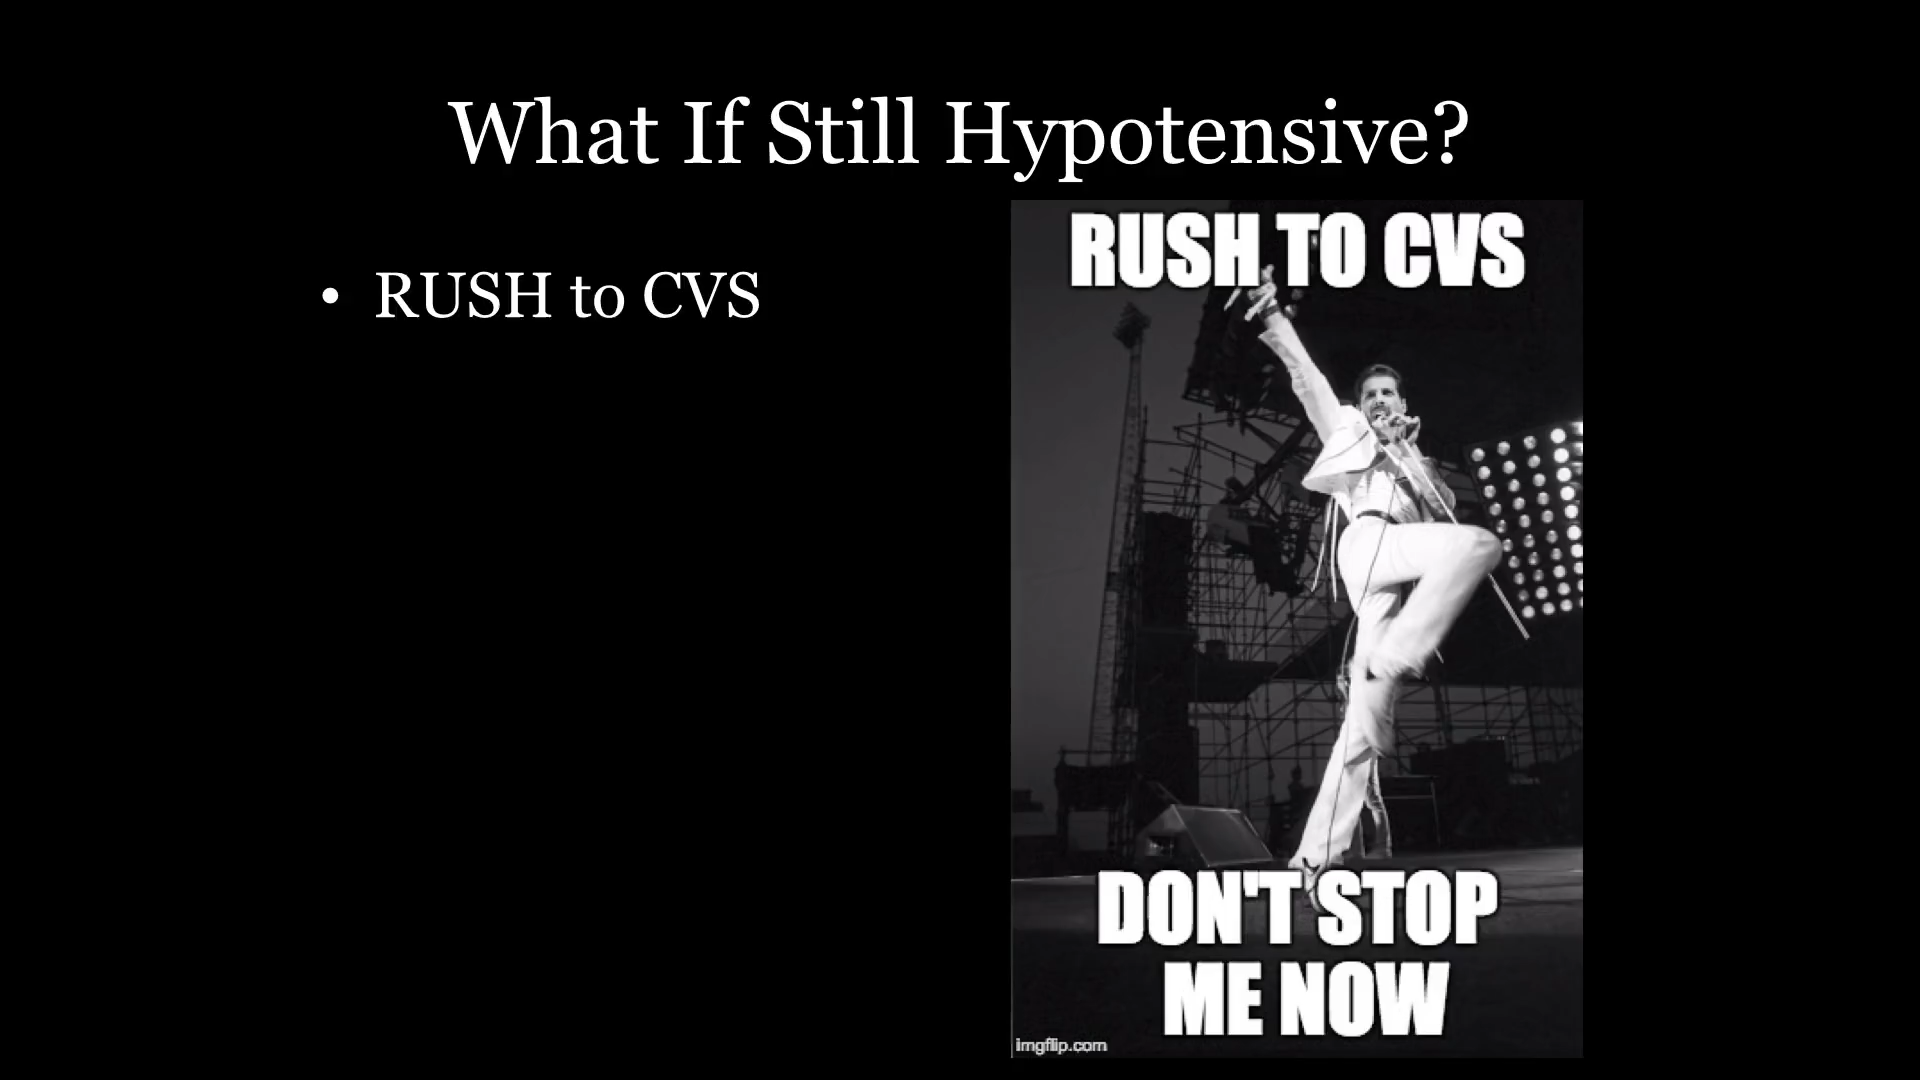 What If Still Hypotensive?
• RUSH to CVS
RUSH TO CVS
DON'T STOP
ME NOW
imgflip.com